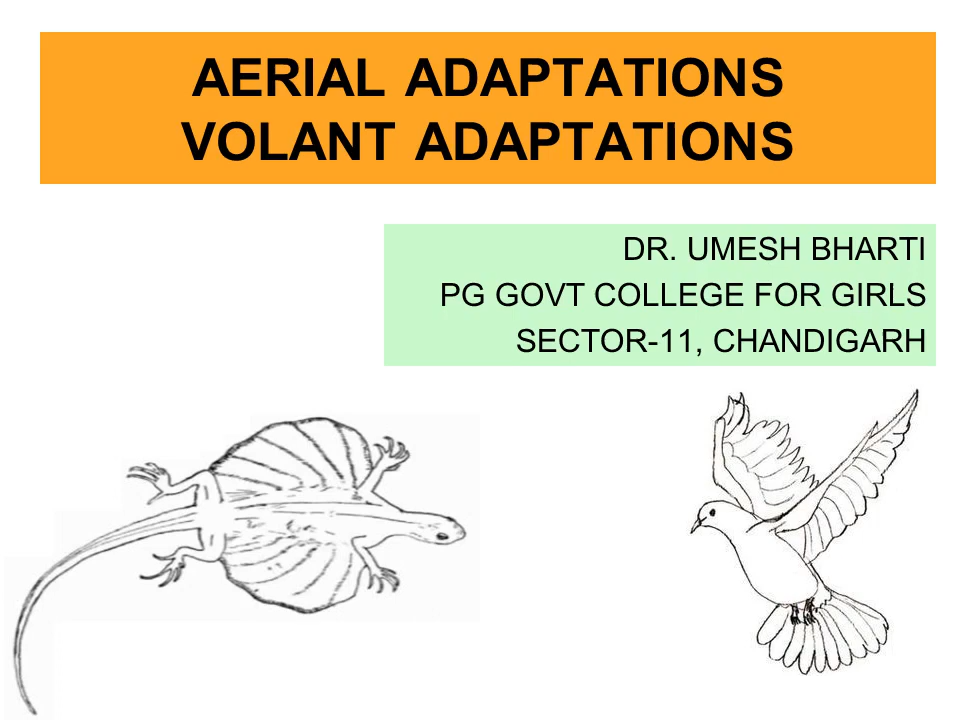 AERIAL ADAPTATIONS
VOLANT ADAPTATIONS
DR. UMESH BHARTI
PG GOVT COLLEGE FOR GIRLS
SECTOR-11, CHANDIGARH